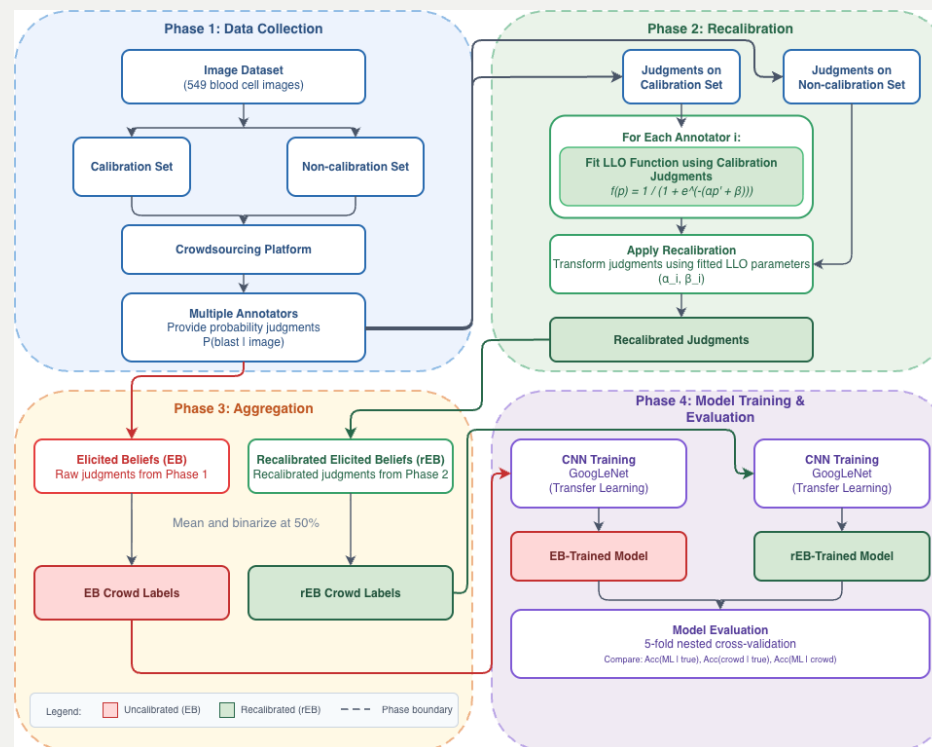 Phase 1: Data Collection
Image Dataset
(549 blood cell images)
Calibration Set
Non-calibration Set
Crowdsourcing Platform
Multiple Annotators
Provide probability judgments
P(blast | image)
Phase 2: Recalibration
Judgments on
Calibration Set
Judgments on
Non-calibration Set
For Each Annotator i:
Fit LLO Function using Calibration
Judgments
f(p) = 1 / (1 + e^(-(αp' + β)))
Apply Recalibration
Transform judgments using fitted LLO parameters
(α_i, β_i)
Recalibrated Judgments
Phase 3: Aggregation
Elicited Beliefs (EB)
Raw judgments from Phase 1
Recalibrated Elicited Beliefs (rEB)
Recalibrated judgments from Phase 2
Mean and binarize at 50%
EB Crowd Labels
rEB Crowd Labels
Legend:
Uncalibrated (EB)
Recalibrated (rEB)
Phase boundary
Phase 4: Model Training &
Evaluation
CNN Training
GoogLeNet
(Transfer Learning)
CNN Training
GoogLeNet
(Transfer Learning)
EB-Trained Model
rEB-Trained Model
Model Evaluation
5-fold nested cross-validation
Compare: Acc(ML | true), Acc(crowd | true), Acc(ML | crowd)